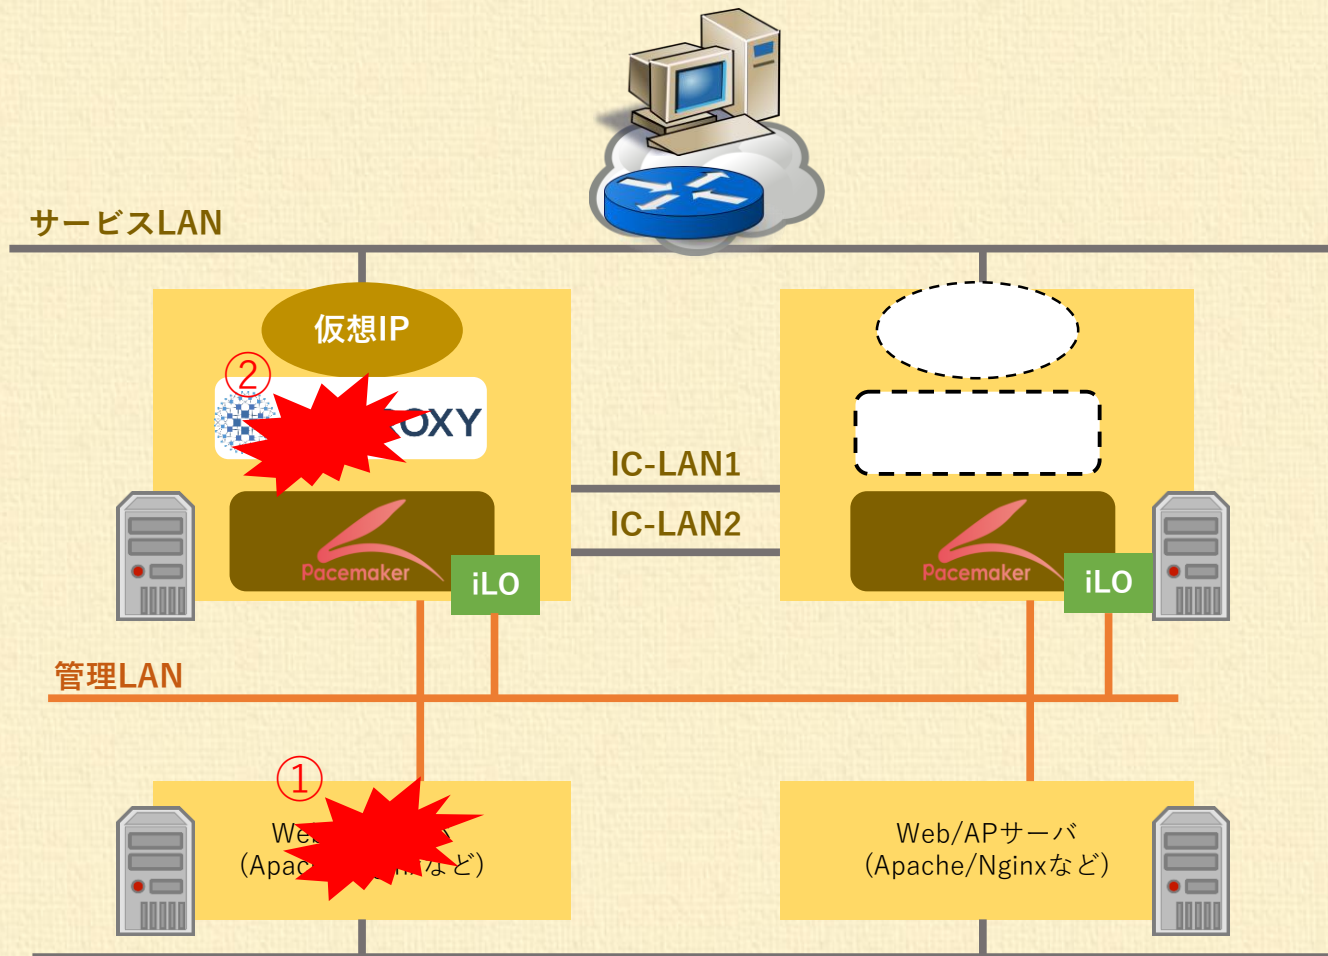 サービスLAN
仮想IP
②
OXY
IC-LAN1
IC-LAN2
Pacemaker
iLO
Pacemaker
iLO
管理LAN
①
We
(Apac
など)
Web/APサーバ
(Apache/Nginxなど)